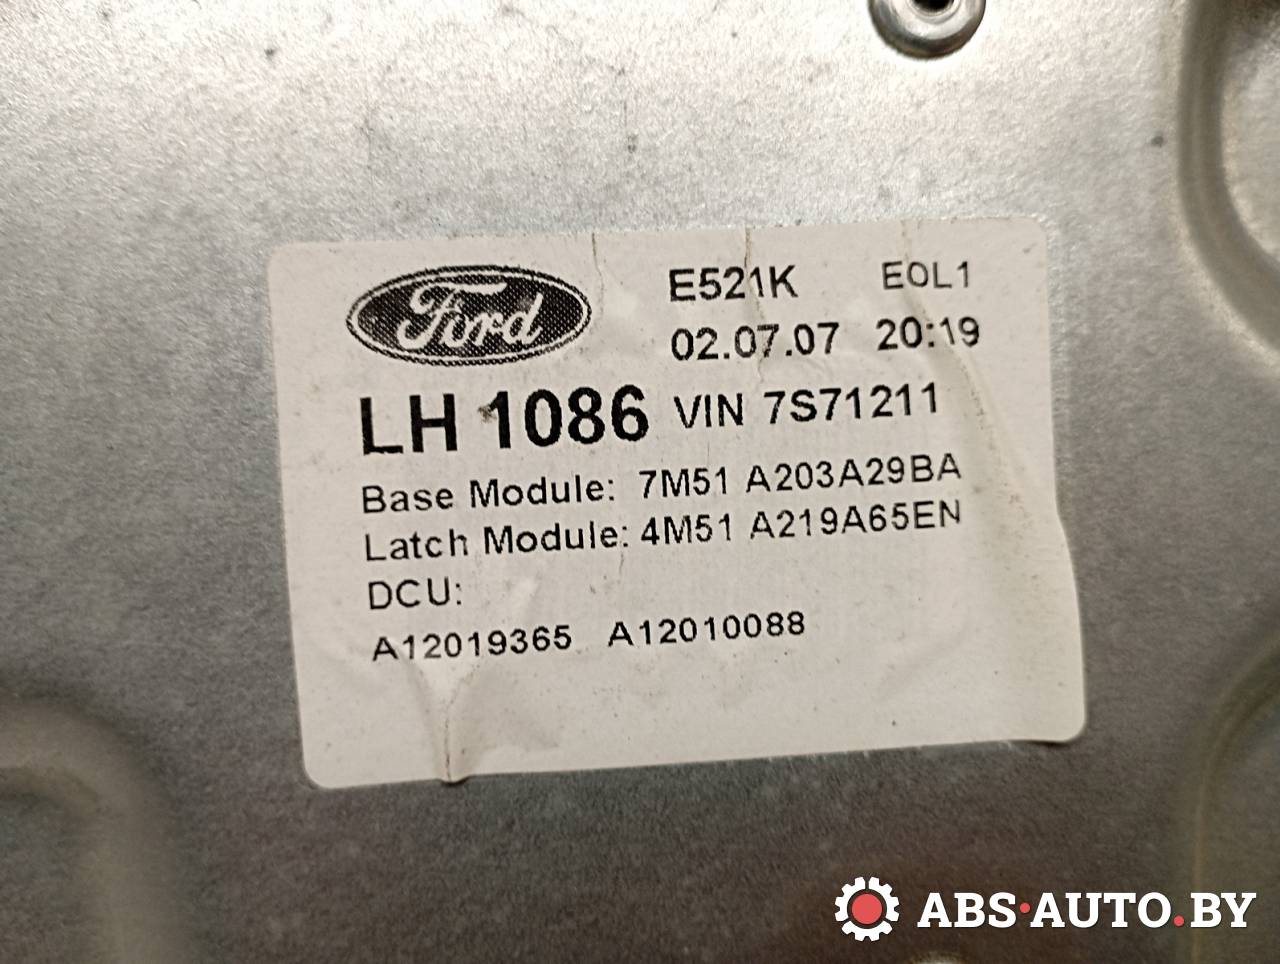 Ford E521K EOL1
02.07.07 20:19
LH 1086 VIN 7S71211
Base Module: 7M51 A203A29BA
Latch Module: 4M51 A219A65EN
DCU:
A12019365 A12010088
ABS·AUTO.BY